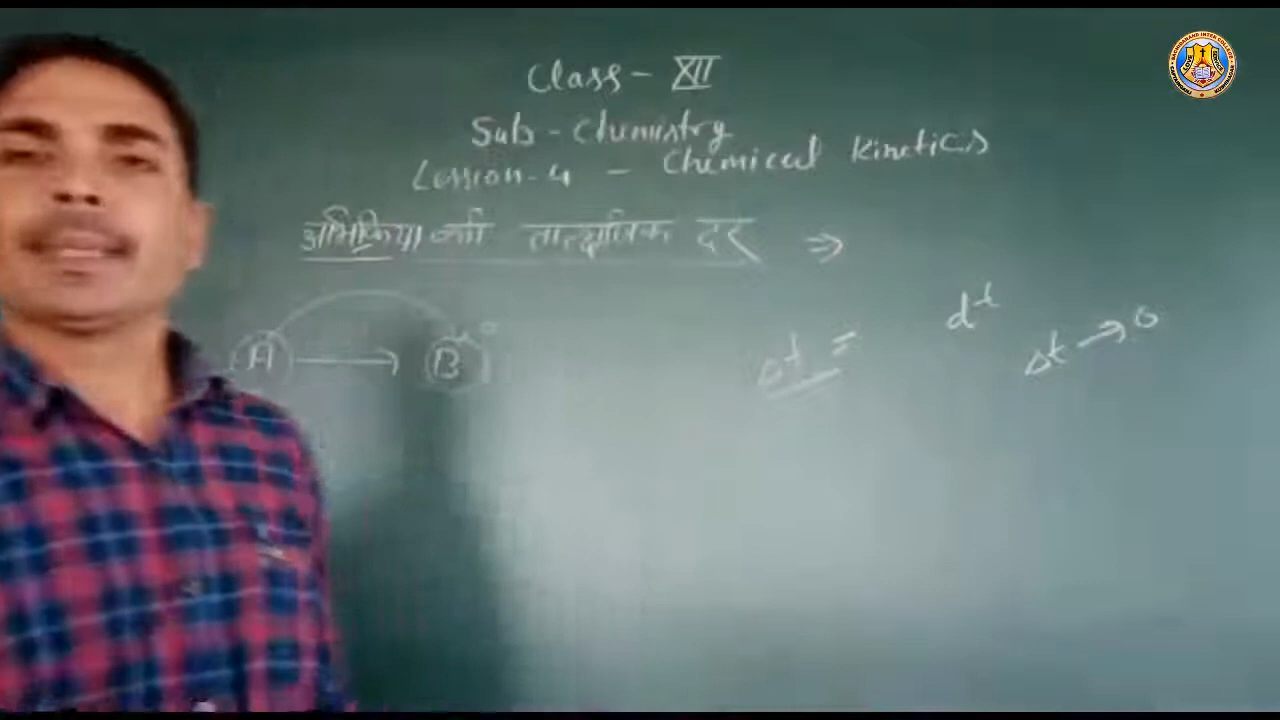 Class - XII
Sub - Chemistry
Lession-4 - Chemical Kinetics
अभिक्रिया की तात्क्षणिक दर ⇒
A → B
Δt =
dt
Δt → 0